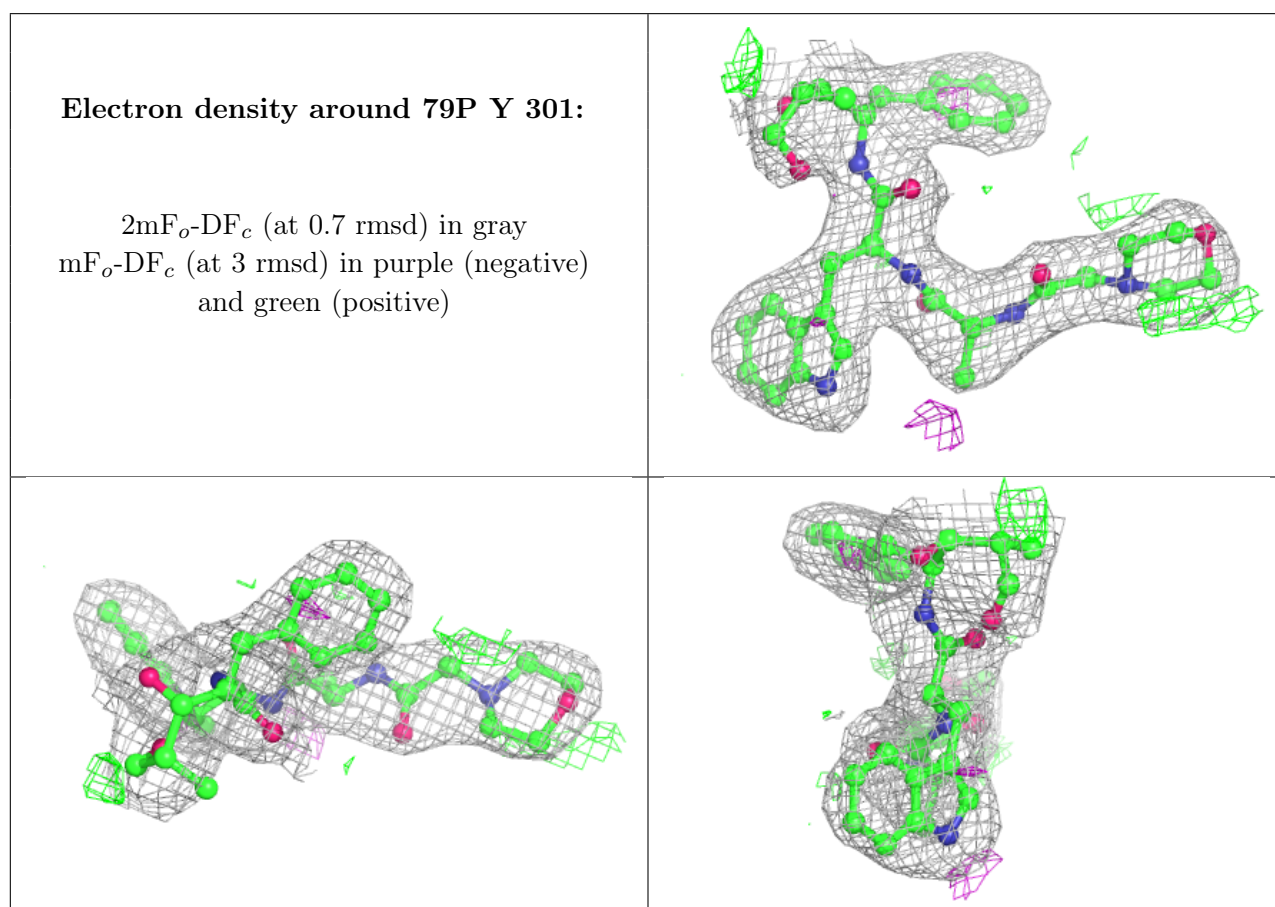 Electron density around 79P Y 301:
2mFo-DFc (at 0.7 rmsd) in gray
mFo-DFc (at 3 rmsd) in purple (negative)
and green (positive)